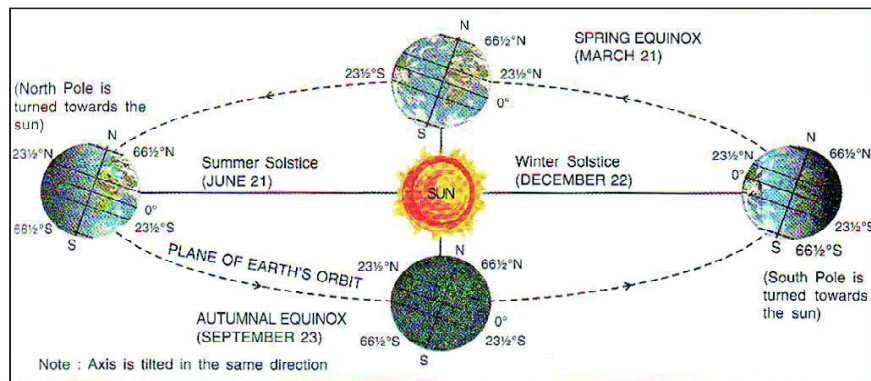 N
66½°N
SPRING EQUINOX
(MARCH 21)
23½°S
23½°N
0°
S
(North Pole is
turned towards the
sun)
N
23½°N
66½°N
0°
66½°S
23½°S
S
Summer Solstice
(JUNE 21)
SUN
Winter Solstice
(DECEMBER 22)
N
23½°N
66½°N
0°
23½°S
S
66½°S
(South Pole is
turned towards
the sun)
PLANE OF EARTH'S ORBIT
N
23½°N
66½°N
0°
66½°S
23½°S
S
AUTUMNAL EQUINOX
(SEPTEMBER 23)
Note : Axis is tilted in the same direction